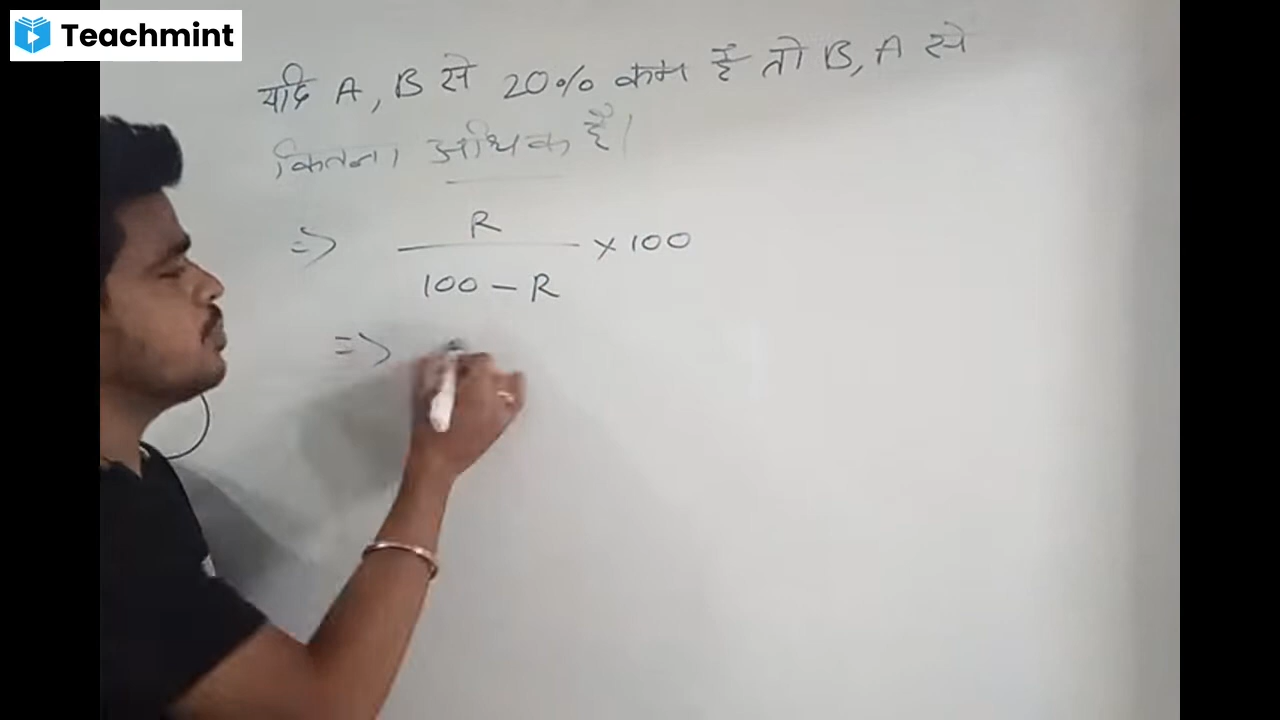 Teachmint
यदि A, B से 20% कम है तो B, A से
कितना अधिक है।
=> R
100 - R
× 100
=>